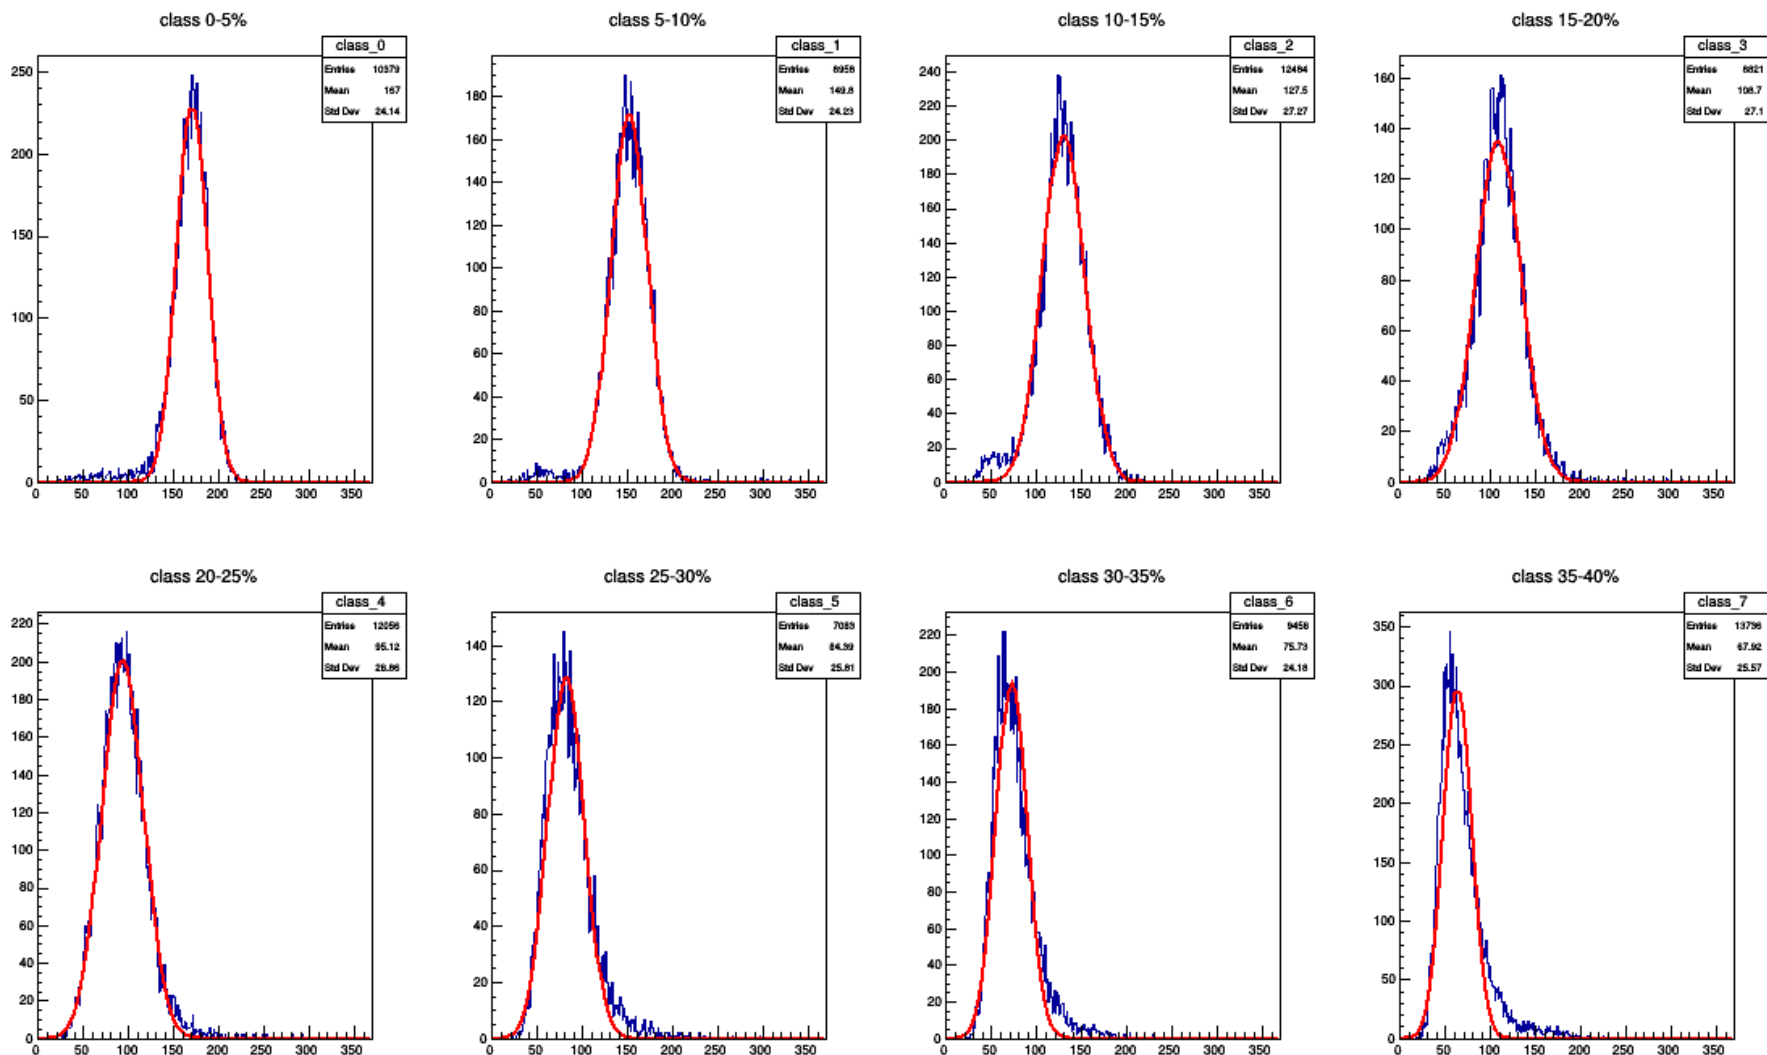 class 0-5%
class_0
Entries 10379
Mean 167
Std Dev 24.14
250
200
150
100
50
0
0 50 100 150 200 250 300 350
class 5-10%
class_1
Entries 8958
Mean 149.8
Std Dev 24.23
180
160
140
120
100
80
60
40
20
0
0 50 100 150 200 250 300 350
class 10-15%
class_2
Entries 12484
Mean 127.5
Std Dev 27.27
240
220
200
180
160
140
120
100
80
60
40
20
0
0 50 100 150 200 250 300 350
class 15-20%
class_3
Entries 8821
Mean 108.7
Std Dev 27.1
160
140
120
100
80
60
40
20
0
0 50 100 150 200 250 300 350
class 20-25%
class_4
Entries 12056
Mean 95.12
Std Dev 26.86
220
200
180
160
140
120
100
80
60
40
20
0
0 50 100 150 200 250 300 350
class 25-30%
class_5
Entries 7083
Mean 84.39
Std Dev 25.81
140
120
100
80
60
40
20
0
0 50 100 150 200 250 300 350
class 30-35%
class_6
Entries 9456
Mean 75.73
Std Dev 24.18
220
200
180
160
140
120
100
80
60
40
20
0
0 50 100 150 200 250 300 350
class 35-40%
class_7
Entries 13736
Mean 67.92
Std Dev 25.57
350
300
250
200
150
100
50
0
0 50 100 150 200 250 300 350